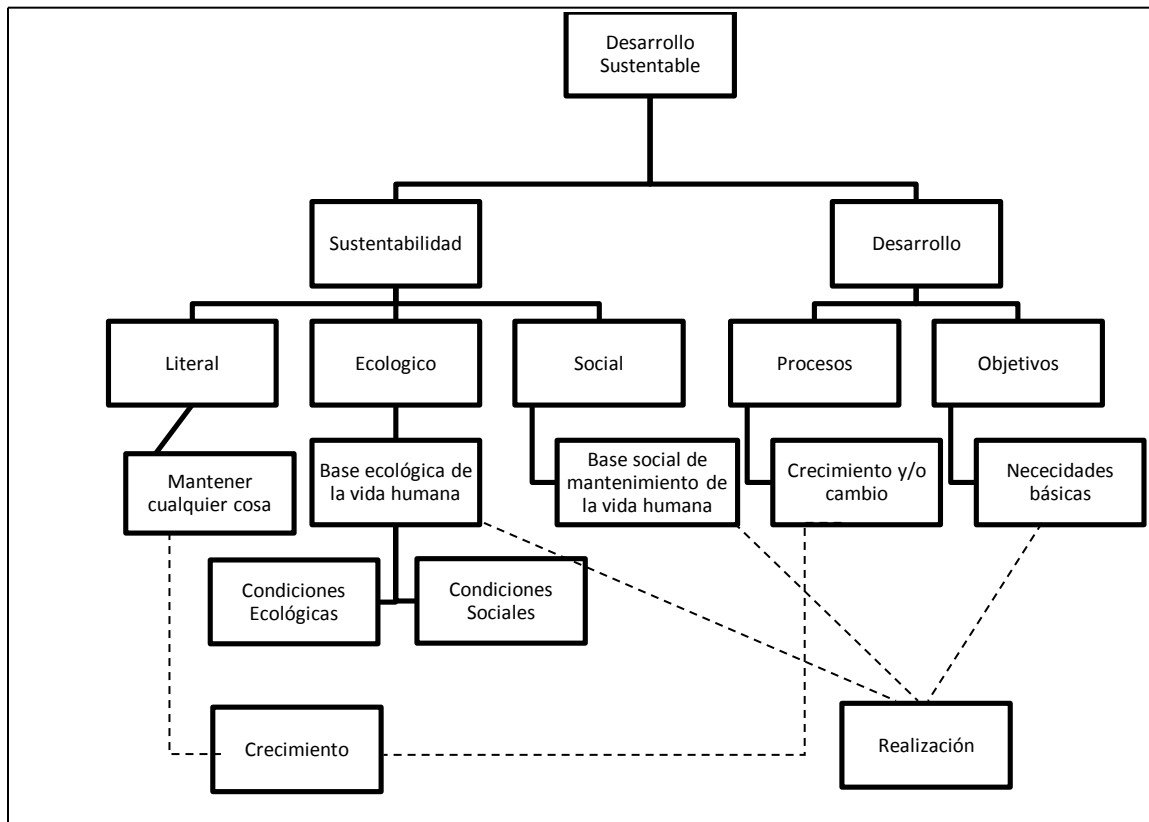 Desarrollo
Sustentable
Sustentabilidad
Desarrollo
Literal
Ecologico
Social
Procesos
Objetivos
Mantener
cualquier cosa
Base ecológica de
la vida humana
Base social de
mantenimiento de
la vida humana
Crecimiento y/o
cambio
Nececidades
básicas
Condiciones
Ecológicas
Condiciones
Sociales
Crecimiento
Realización